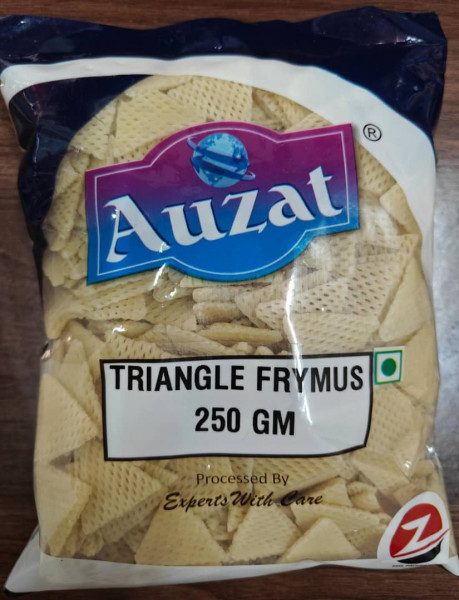 Auzat
®
TRIANGLE FRYMUS
250 GM
Processed By
Experts With Care
Z